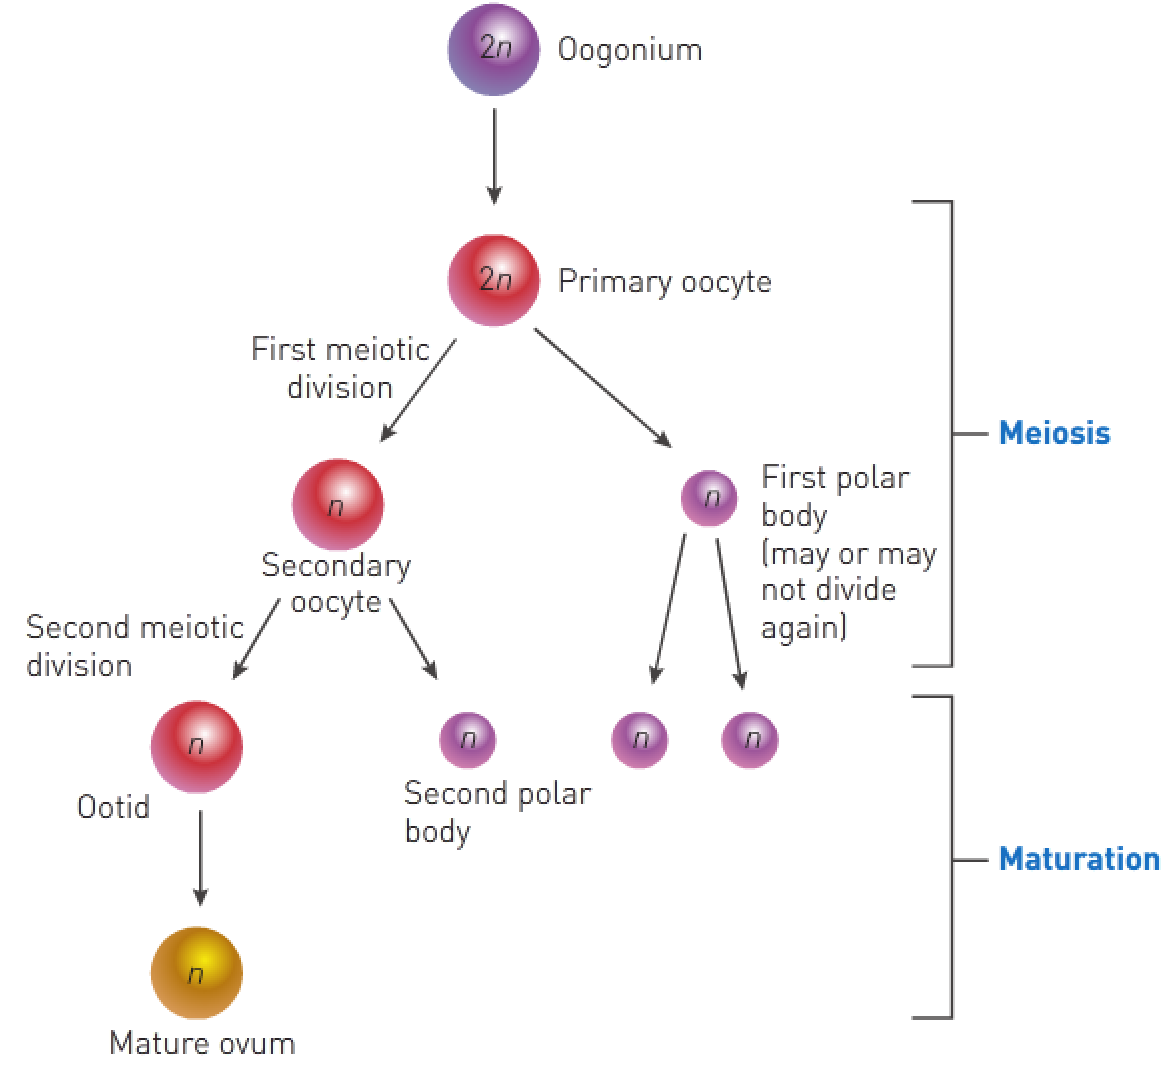 2n
Oogonium
2n
Primary oocyte
First meiotic
division
Meiosis
n
Secondary
oocyte
n
First polar
body
(may or may
not divide
again)
Second meiotic
division
n
Ootid
n
Second polar
body
n
n
Maturation
n
Mature ovum